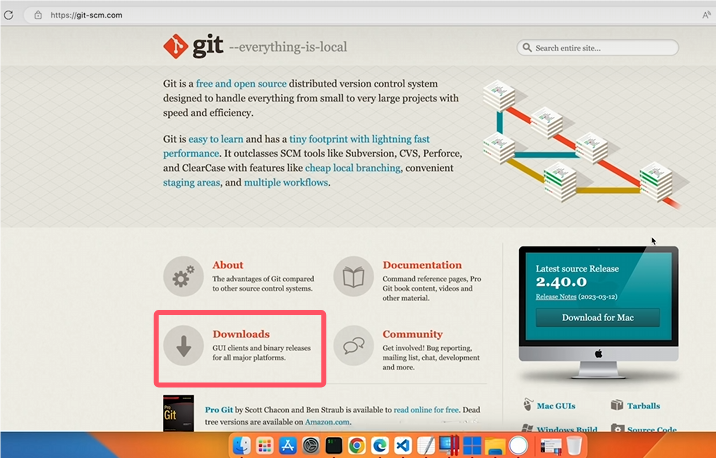 https://git-scm.com
git --everything-is-local
Search entire site...
Git is a free and open source distributed version control system
designed to handle everything from small to very large projects with
speed and efficiency.
Git is easy to learn and has a tiny footprint with lightning fast
performance. It outclasses SCM tools like Subversion, CVS, Perforce,
and ClearCase with features like cheap local branching, convenient
staging areas, and multiple workflows.
About
The advantages of Git compared
to other source control systems.
Documentation
Command reference pages, Pro
Git book content, videos and
other material.
Downloads
GUI clients and binary releases
for all major platforms.
Community
Get involved! Bug reporting,
mailing list, chat, development
and more.
Latest source Release
2.40.0
Release Notes (2023-03-12)
Download for Mac
Pro
Git
Pro Git by Scott Chacon and Ben Straub is available to read online for free. Dead
tree versions are available on Amazon.com.
Mac GUIs
Tarballs
Windows Build
Source Code